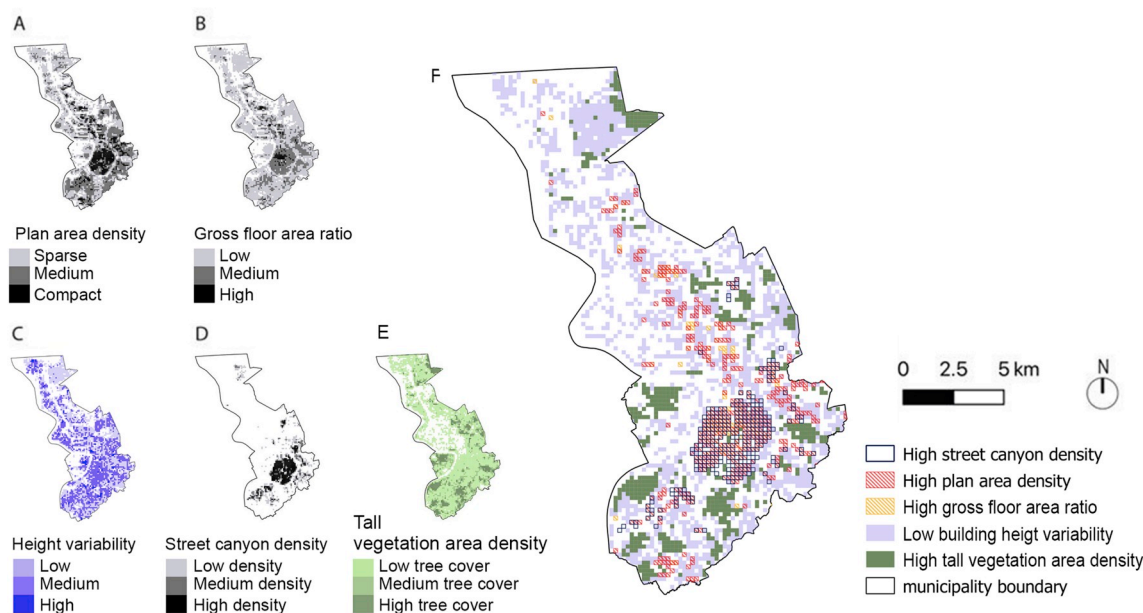 A
B
Plan area density
Sparse
Medium
Compact
Gross floor area ratio
Low
Medium
High
C
D
E
Height variability
Low
Medium
High
Street canyon density
Low density
Medium density
High density
Tall
vegetation area density
Low tree cover
Medium tree cover
High tree cover
F
0 2.5 5 km
N
High street canyon density
High plan area density
High gross floor area ratio
Low building heigt variability
High tall vegetation area density
municipality boundary